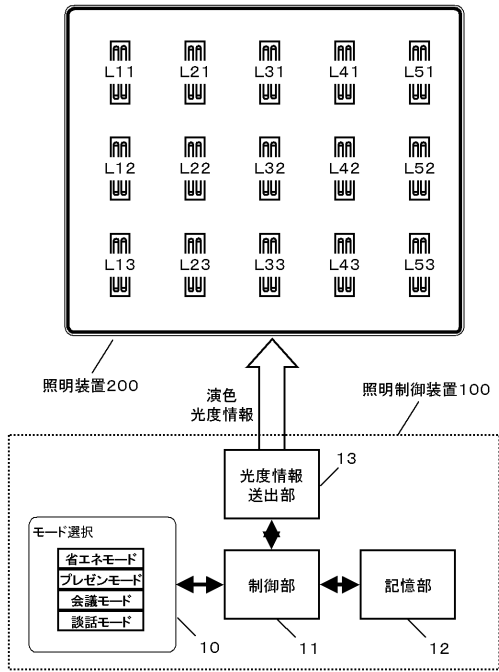 L11 L21 L31 L41 L51
L12 L22 L32 L42 L52
L13 L23 L33 L43 L53
照明装置200
演色
光度情報
照明制御装置100
13
光度情報
送出部
モード選択
省エネモード
プレゼンモード
会議モード
談話モード
制御部
記憶部
10
11
12